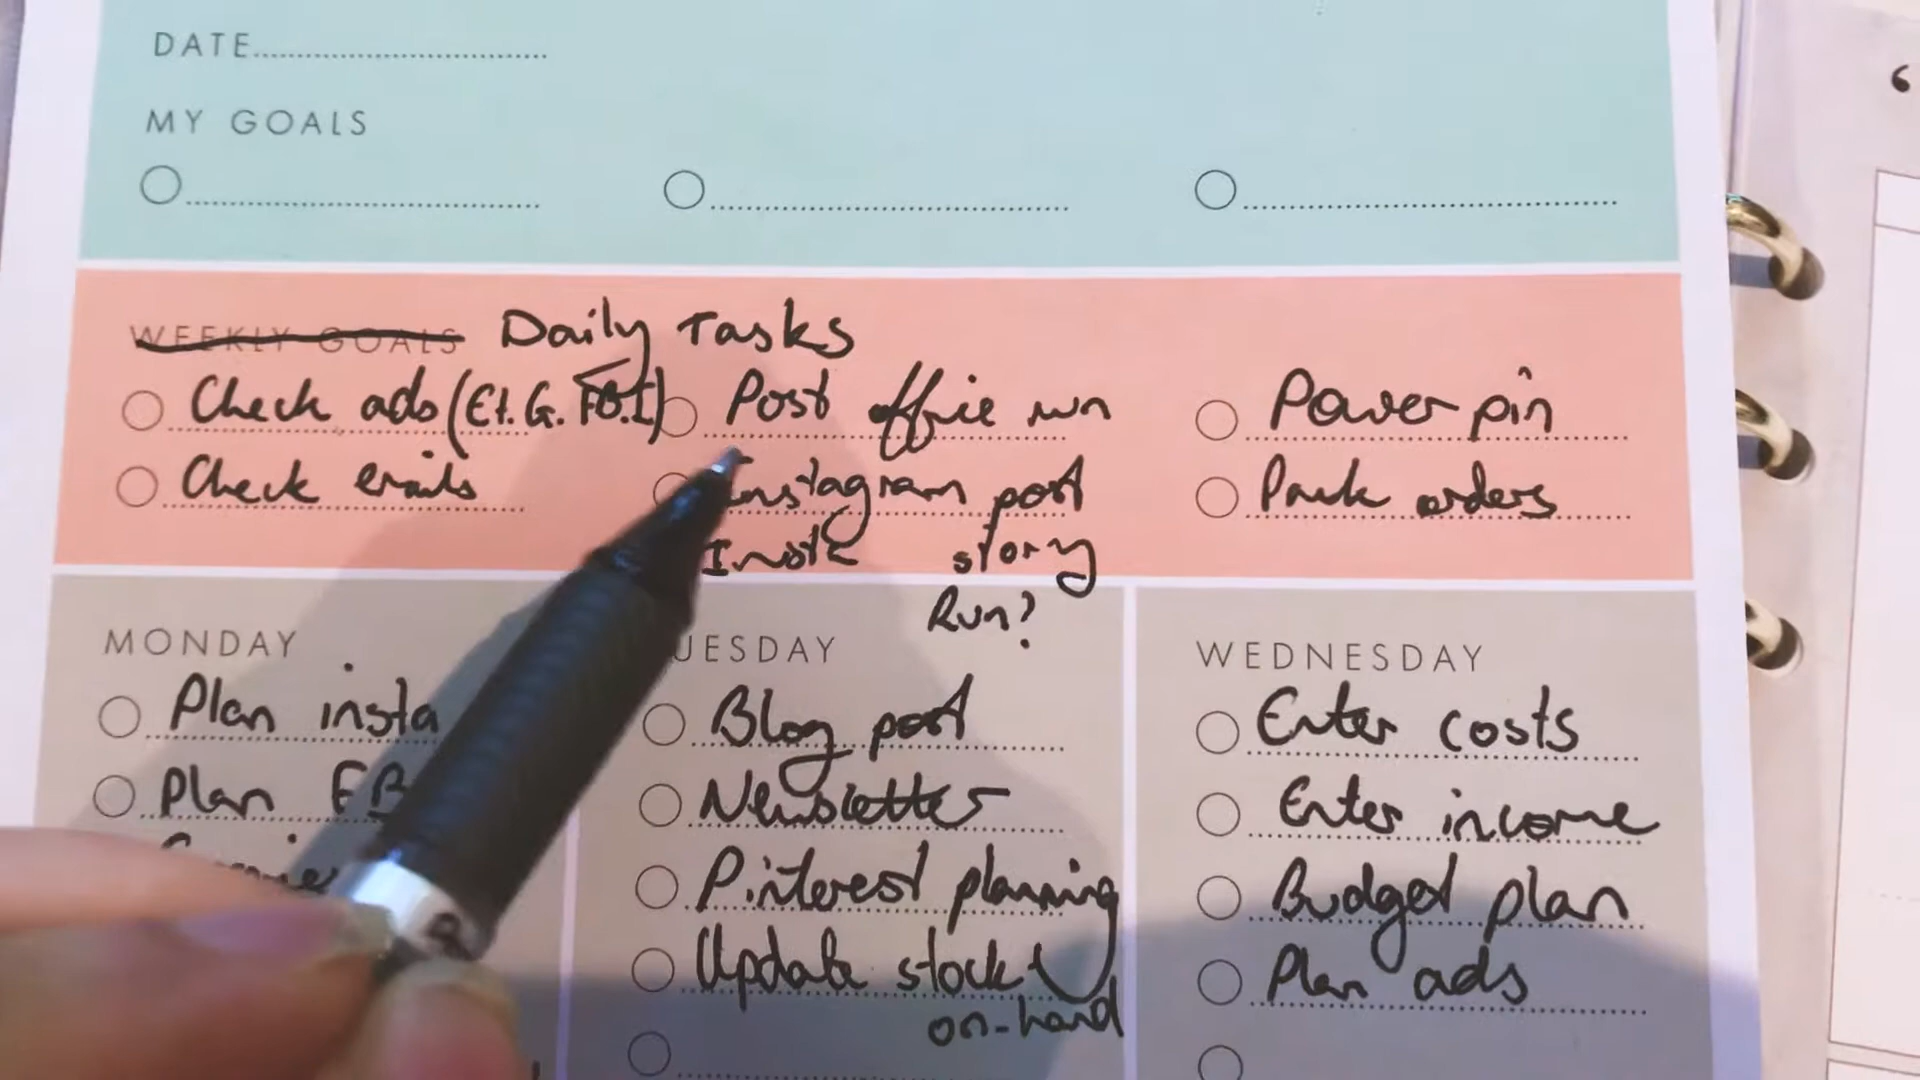 DATE
MY GOALS
WEEKLY GOALS Daily Tasks
Check ads (Et. G. FB. I)
Post office run
Power pin
Check emails
Instagram post
Pack orders
Insta story
Run?
MONDAY
Plan insta
Plan FB
UESDAY
Blog post
Newsletter
Pinterest planning
Update stock
on-hand
WEDNESDAY
Enter costs
Enter income
Budget plan
Plan ads